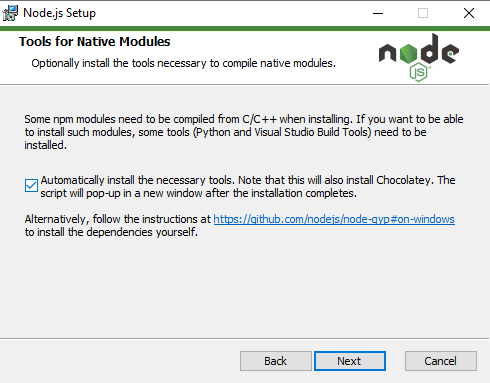 Node.js Setup
Tools for Native Modules
Optionally install the tools necessary to compile native modules.
node
JS
Some npm modules need to be compiled from C/C++ when installing. If you want to be able
to install such modules, some tools (Python and Visual Studio Build Tools) need to be
installed.
Automatically install the necessary tools. Note that this will also install Chocolatey. The
script will pop-up in a new window after the installation completes.
Alternatively, follow the instructions at https://github.com/nodejs/node-gyp#on-windows
to install the dependencies yourself.
Back
Next
Cancel